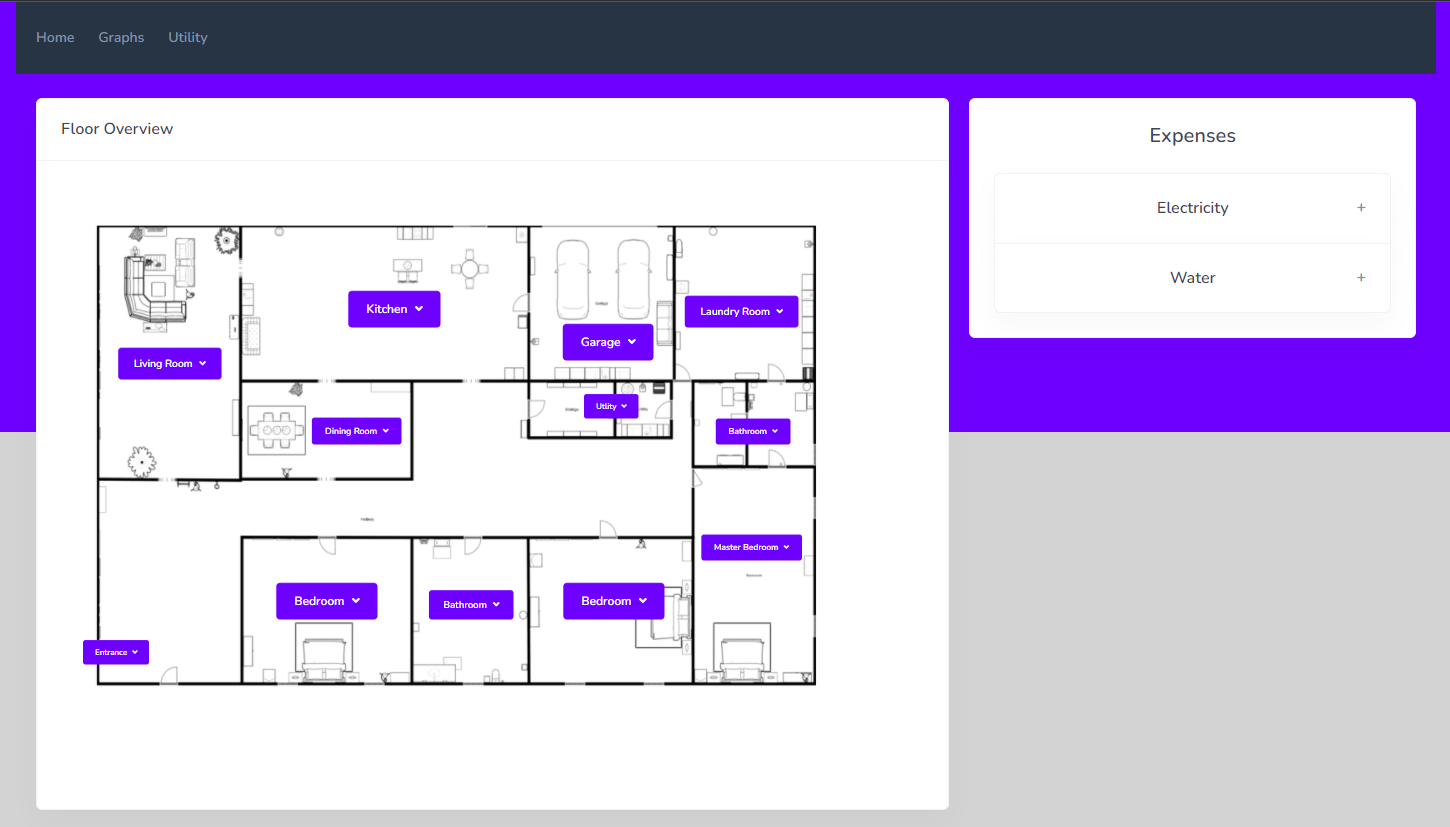 Home Graphs Utility
Floor Overview
Expenses
Electricity +
Water +
Kitchen
Laundry Room
Garage
Living Room
Utlity
Dining Room
Bathroom
Master Bedroom
Bedroom
Bathroom
Bedroom
Entrance